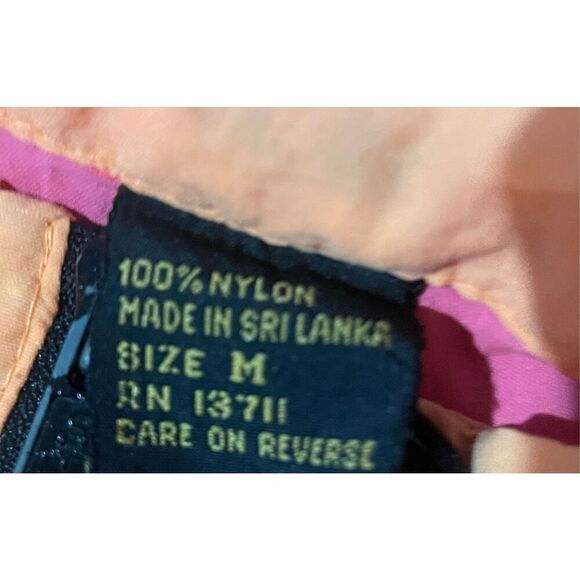 100% NYLON
MADE IN SRI LANKA
SIZE M
RN 13711
CARE ON REVERSE